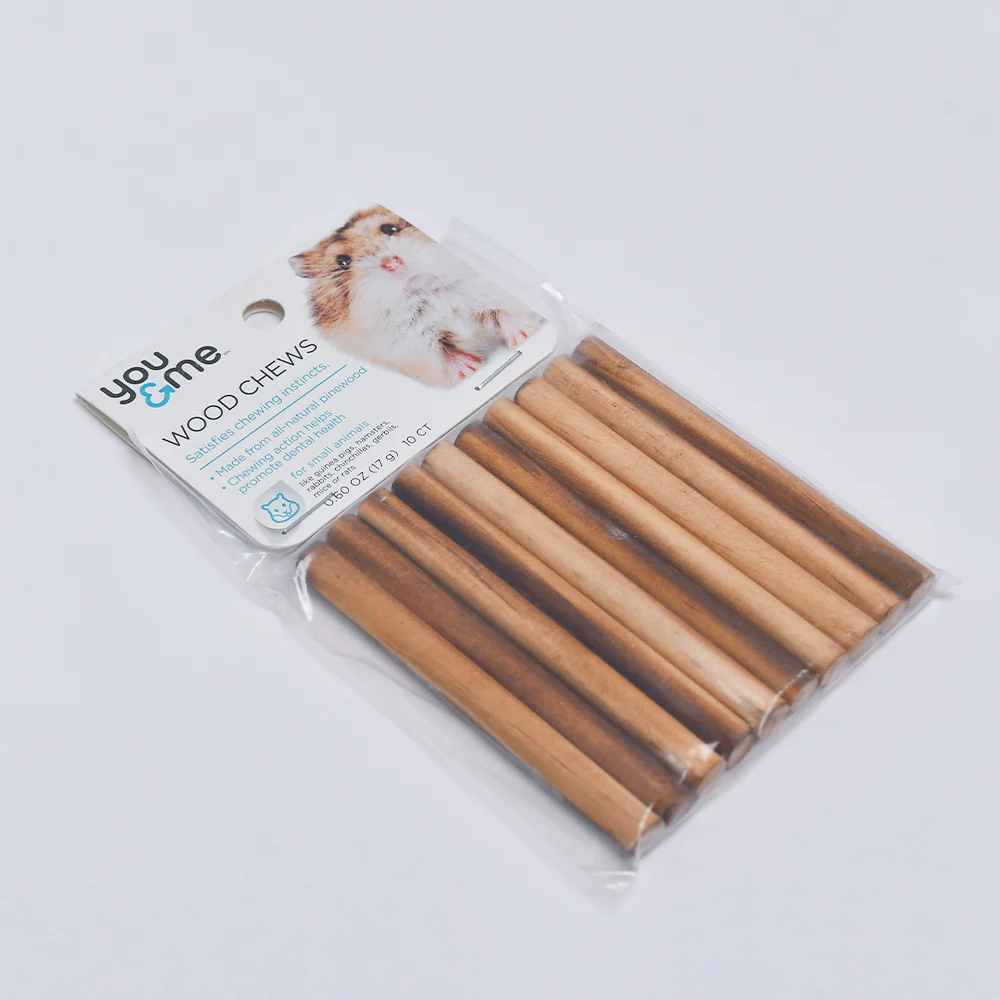 you
&me™
WOOD CHEWS
Satisfies chewing instincts.
• Made from all-natural pinewood
• Chewing action helps
promote dental health
for small animals
like guinea pigs, hamsters,
rabbits, chinchillas, gerbils,
mice or rats
0.60 OZ (17 g) 10 CT